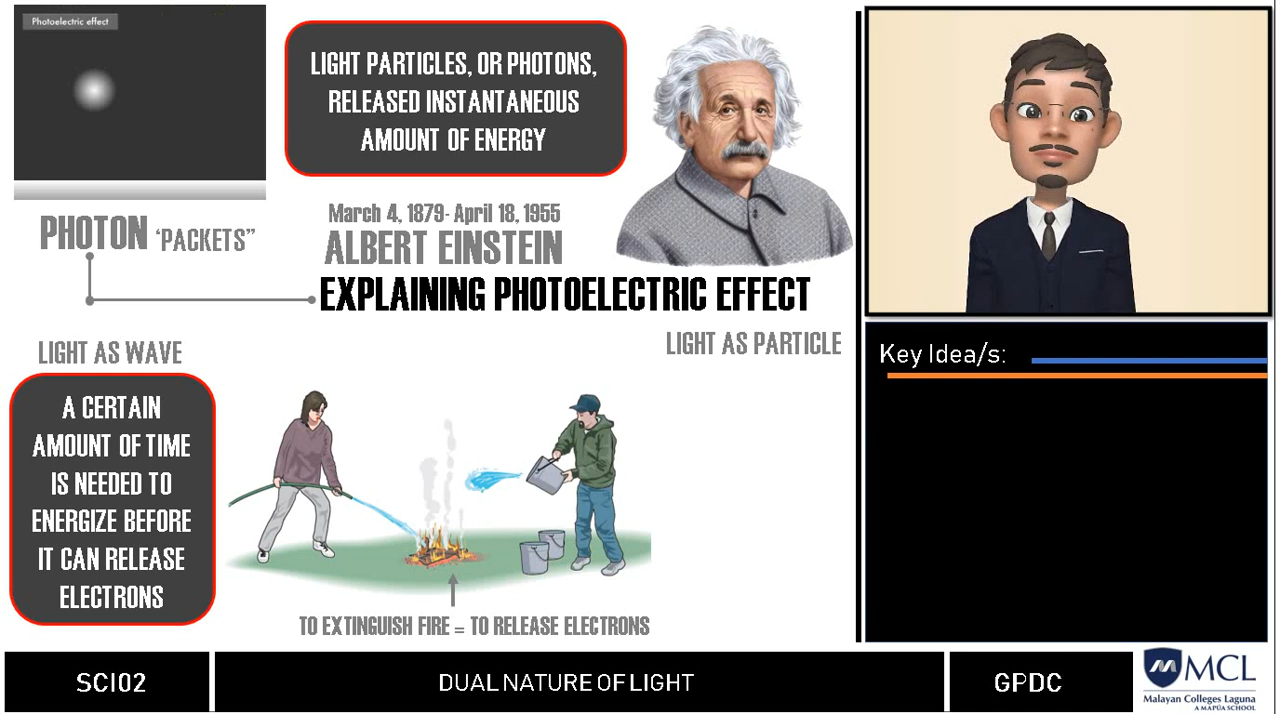 Photoelectric effect
LIGHT PARTICLES, OR PHOTONS,
RELEASED INSTANTANEOUS
AMOUNT OF ENERGY
PHOTON "PACKETS"
March 4, 1879- April 18, 1955
ALBERT EINSTEIN
EXPLAINING PHOTOELECTRIC EFFECT
LIGHT AS PARTICLE
LIGHT AS WAVE
A CERTAIN
AMOUNT OF TIME
IS NEEDED TO
ENERGIZE BEFORE
IT CAN RELEASE
ELECTRONS
TO EXTINGUISH FIRE = TO RELEASE ELECTRONS
Key Idea/s:
SCI02
DUAL NATURE OF LIGHT
GPDC
MCL
Malayan Colleges Laguna
A MAPÚA SCHOOL